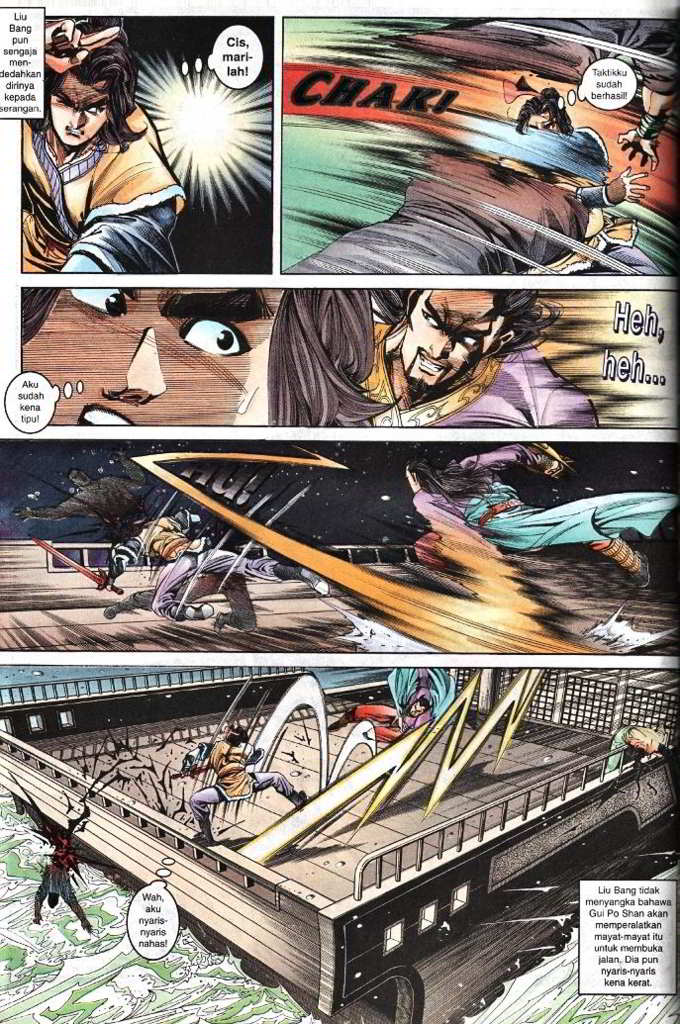 Liu
Bang
pun
sengaja
men-
dedahkan
dirinya
kepada
serangan.
Cis,
mari-
lah!
CHAK!
Taktikku
sudah
berhasil!
Heh,
heh...
Aku
sudah
kena
tipu!
Wah,
aku
nyaris-
nyaris
nahas!
Liu Bang tidak
menyangka bahawa
Gui Po Shan akan
memperalatkan
mayat-mayat itu
untuk membuka
jalan. Dia pun
nyaris-nyaris
kena kerat.